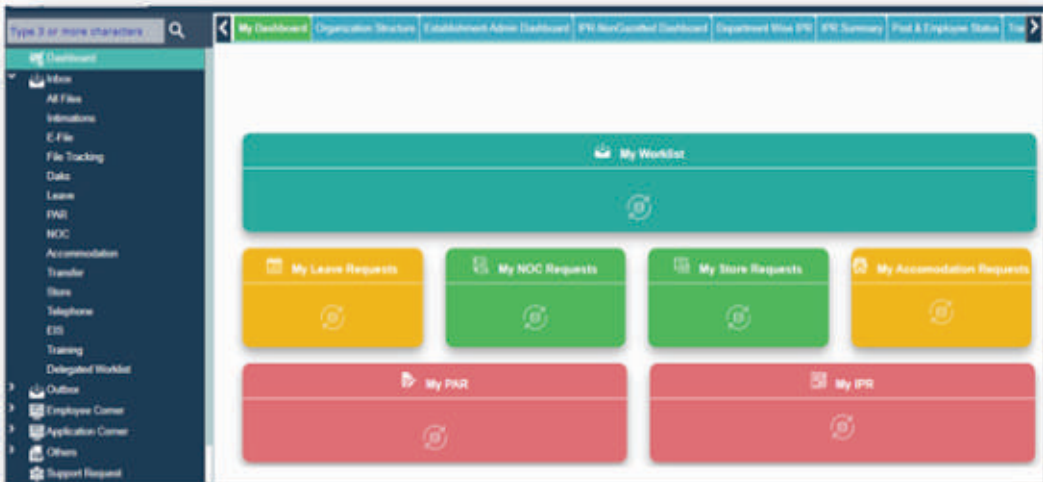 Type 3 or more characters
My Dashboard Organization Structure Establishment Admin Dashboard IPR NonGazetted Dashboard Department Wise IPR IPR Summary Post & Employee Status
Dashboard
Inbox
All Files
Intimations
E-File
File Tracking
Daks
Leave
PAR
NOC
Accommodation
Transfer
Store
Telephone
EIS
Training
Delegated Worklist
Outbox
Employee Corner
Application Corner
Others
Support Request
My Worklist
My Leave Requests
My NOC Requests
My Store Requests
My Accomodation Requests
My PAR
My IPR